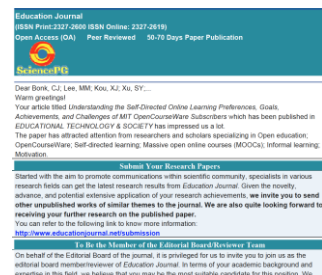 Education Journal
(ISSN Print:2327-2600 ISSN Online: 2327-2619)
Open Access (OA) Peer Reviewed 50-70 Days Paper Publication
SciencePG
Dear Bonk, CJ; Lee, MM; Kou, XJ; Xu, SY;...
Warm greetings!
Your article titled Understanding the Self-Directed Online Learning Preferences, Goals,
Achievements, and Challenges of MIT OpenCourseWare Subscribers which has been published in
EDUCATIONAL TECHNOLOGY & SOCIETY has impressed us a lot.
The paper has attracted attention from researchers and scholars specializing in Open education;
OpenCourseWare; Self-directed learning; Massive open online courses (MOOCs); Informal learning;
Motivation.
Submit Your Research Papers
Started with the aim to promote communications within scientific community, specialists in various
research fields can get the latest research results from Education Journal. Given the novelty,
advance, and potential extensive application of your research achievements, we invite you to send
other unpublished works of similar themes to the journal. We are also quite looking forward to
receiving your further research on the published paper.
You can refer to the following link to know more information:
http://www.educationjournal.net/submission
To Be the Member of the Editorial Board/Reviewer Team
On behalf of the Editorial Board of the journal, it is privileged for us to invite you to join us as the
editorial board member/reviewer of Education Journal. In terms of your academic background and
expertise in this field, we believe that you may be the most suitable candidate for this position. We